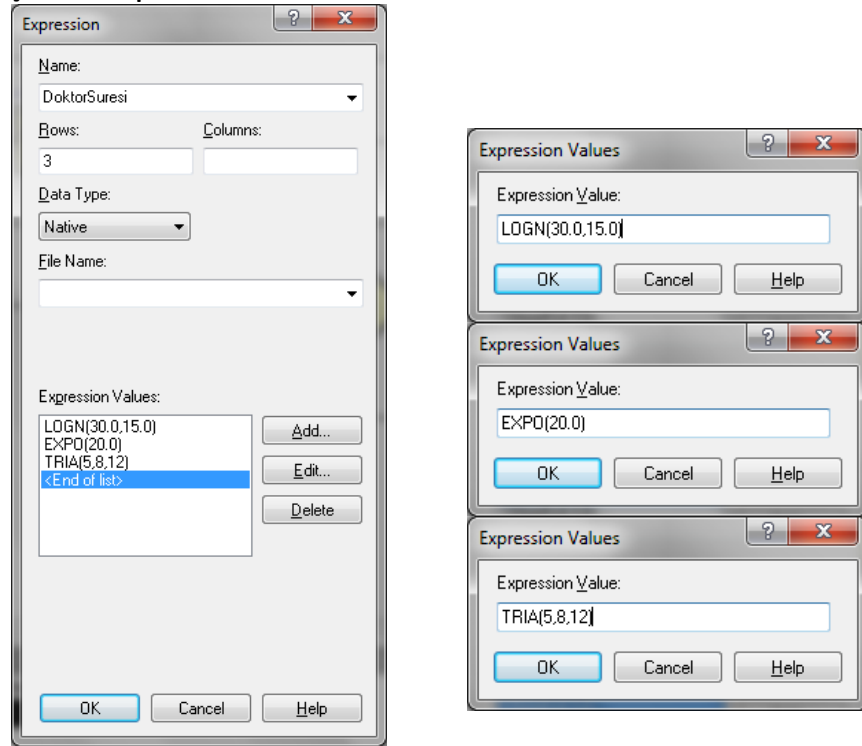 Expression
Name:
DoktorSuresi
Rows:
Columns:
3
Data Type:
Native
File Name:
Expression Values:
LOGN(30.0,15.0)
EXPO(20.0)
TRIA(5,8,12)
<End of list>
Add...
Edit...
Delete
OK
Cancel
Help
Expression Values
Expression Value:
LOGN(30.0,15.0)
OK
Cancel
Help
Expression Values
Expression Value:
EXPO(20.0)
OK
Cancel
Help
Expression Values
Expression Value:
TRIA(5,8,12)
OK
Cancel
Help